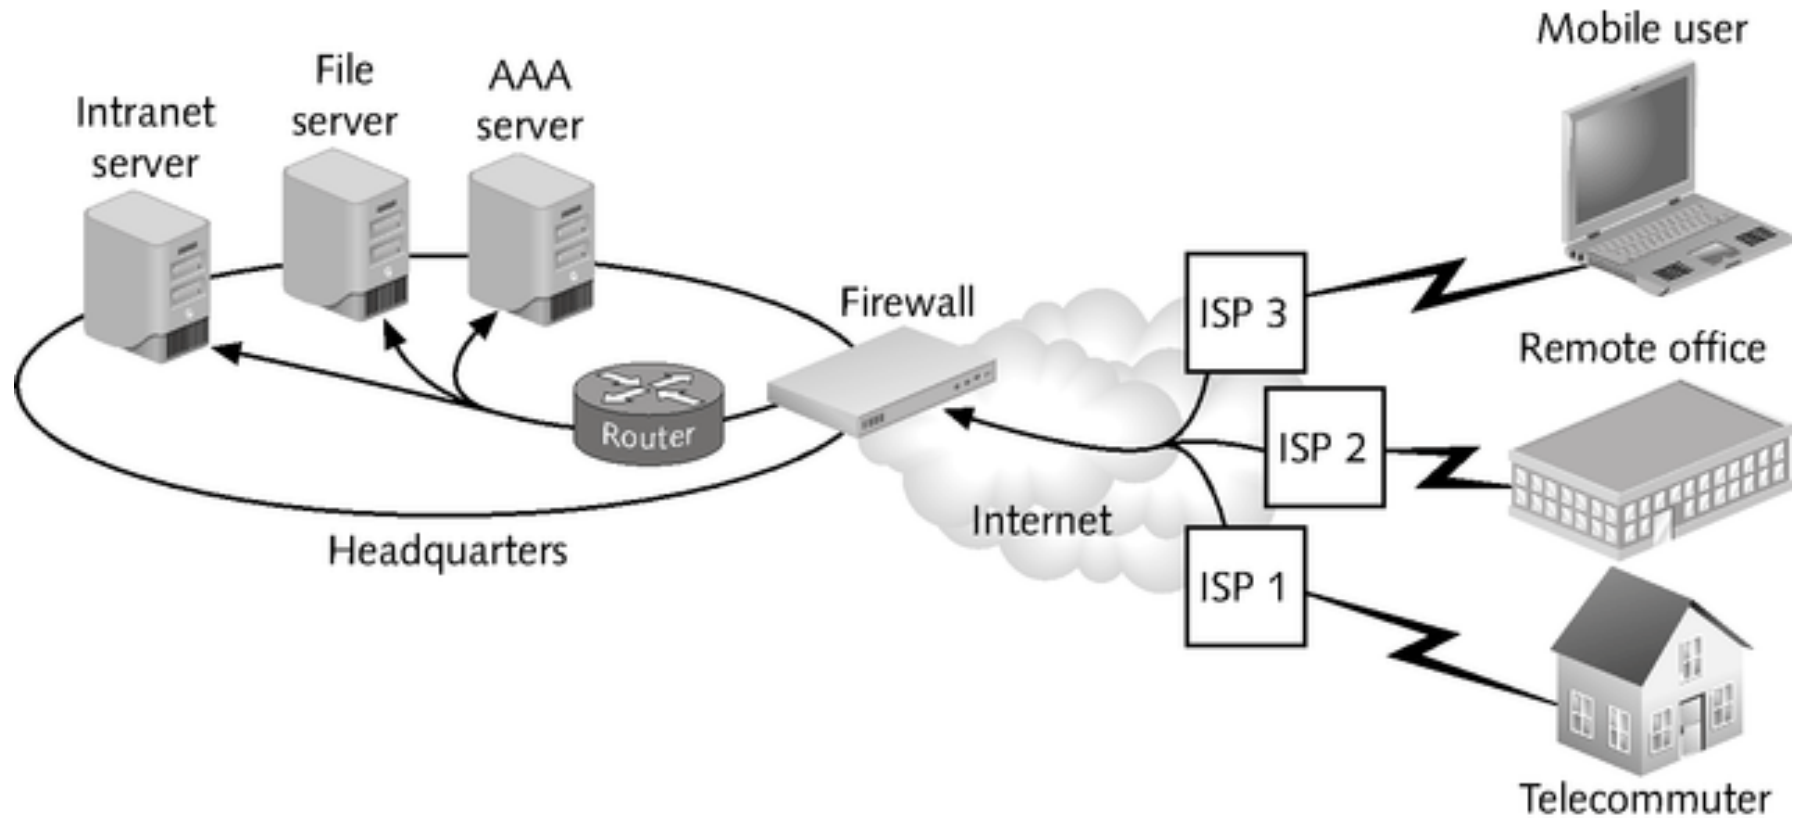 Intranet
server
File
server
AAA
server
Router
Headquarters
Firewall
Internet
ISP 3
ISP 2
ISP 1
Mobile user
Remote office
Telecommuter